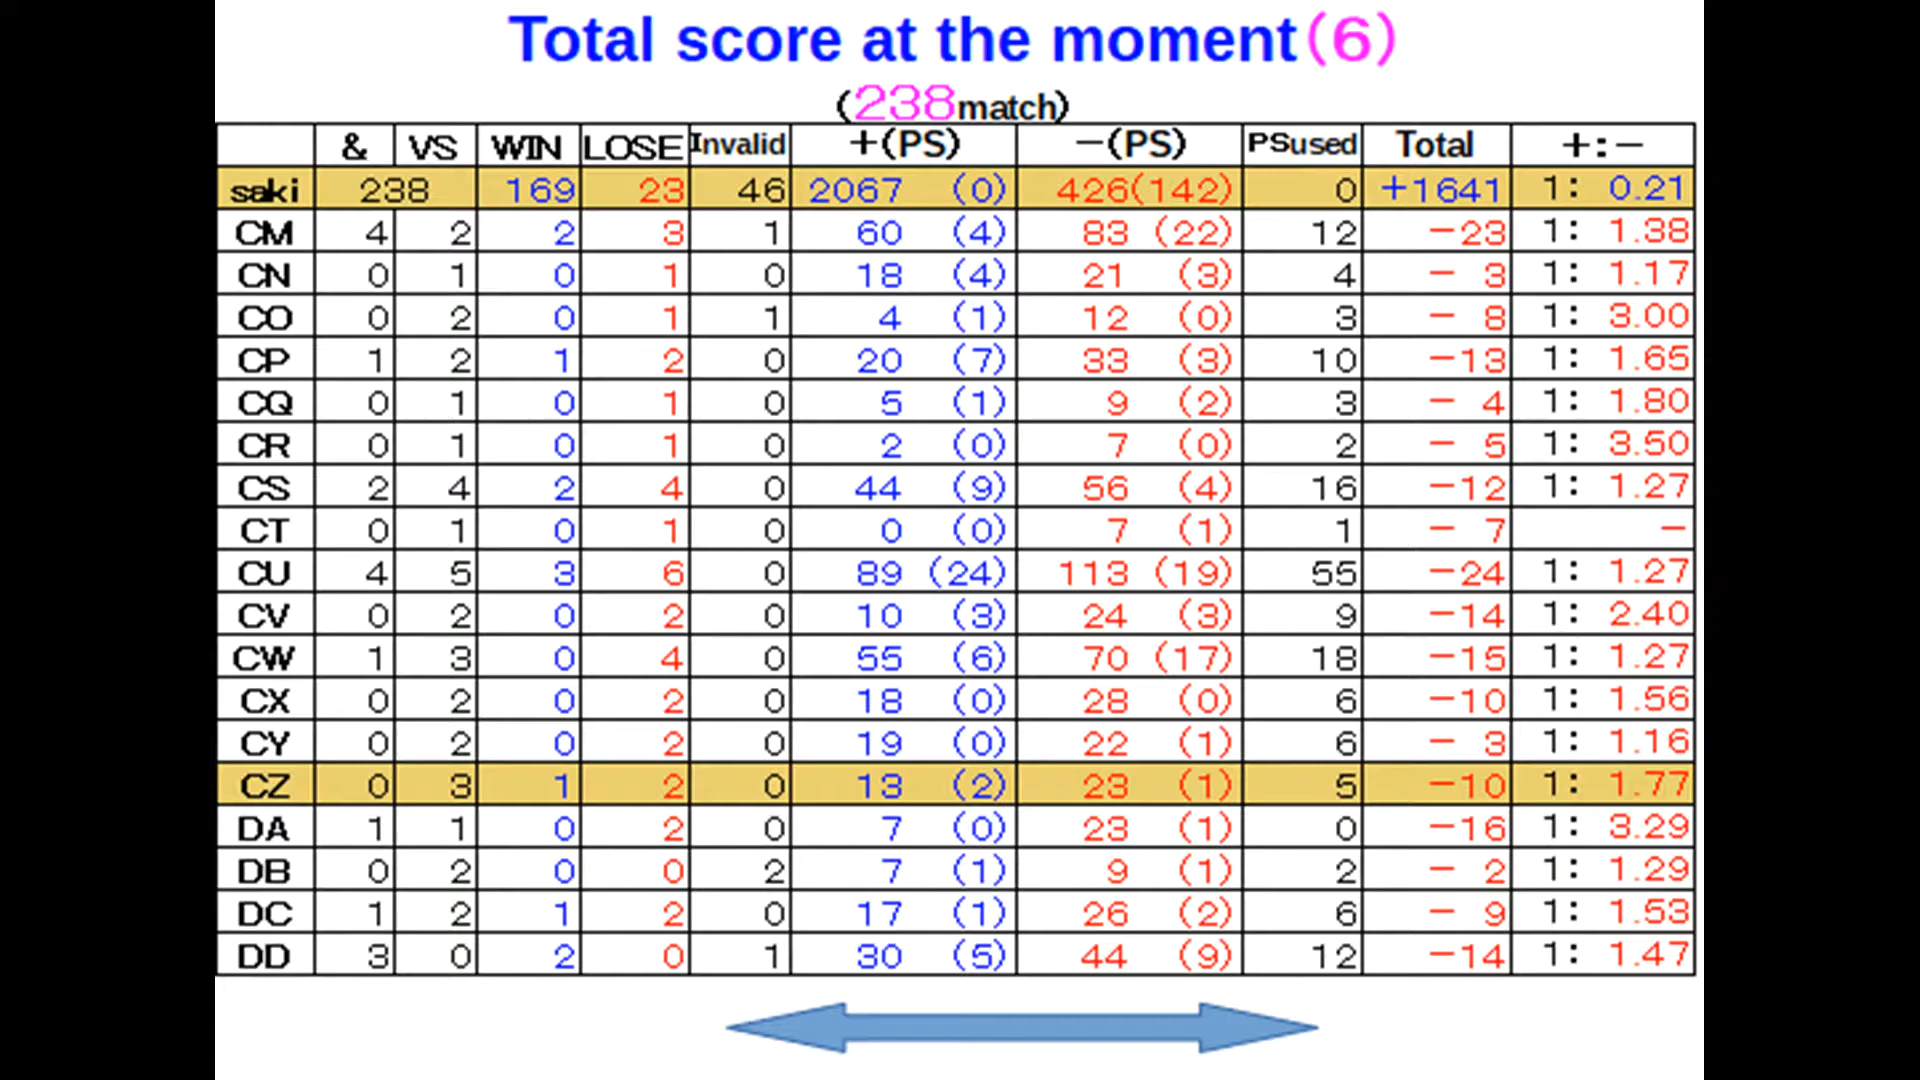 Total score at the moment(6)
(238match)
& VS WIN LOSE Invalid +(PS) −(PS) PSused Total +:−
saki 238 169 23 46 2067 (0) 426(142) 0 +1641 1: 0.21
CM 4 2 2 3 1 60 (4) 83 (22) 12 −23 1: 1.38
CN 0 1 0 1 0 18 (4) 21 (3) 4 − 3 1: 1.17
CO 0 2 0 1 1 4 (1) 12 (0) 3 − 8 1: 3.00
CP 1 2 1 2 0 20 (7) 33 (3) 10 −13 1: 1.65
CQ 0 1 0 1 0 5 (1) 9 (2) 3 − 4 1: 1.80
CR 0 1 0 1 0 2 (0) 7 (0) 2 − 5 1: 3.50
CS 2 4 2 4 0 44 (9) 56 (4) 16 −12 1: 1.27
CT 0 1 0 1 0 0 (0) 7 (1) 1 − 7 −
CU 4 5 3 6 0 89 (24) 113 (19) 55 −24 1: 1.27
CV 0 2 0 2 0 10 (3) 24 (3) 9 −14 1: 2.40
CW 1 3 0 4 0 55 (6) 70 (17) 18 −15 1: 1.27
CX 0 2 0 2 0 18 (0) 28 (0) 6 −10 1: 1.56
CY 0 2 0 2 0 19 (0) 22 (1) 6 − 3 1: 1.16
CZ 0 3 1 2 0 13 (2) 23 (1) 5 −10 1: 1.77
DA 1 1 0 2 0 7 (0) 23 (1) 0 −16 1: 3.29
DB 0 2 0 0 2 7 (1) 9 (1) 2 − 2 1: 1.29
DC 1 2 1 2 0 17 (1) 26 (2) 6 − 9 1: 1.53
DD 3 0 2 0 1 30 (5) 44 (9) 12 −14 1: 1.47